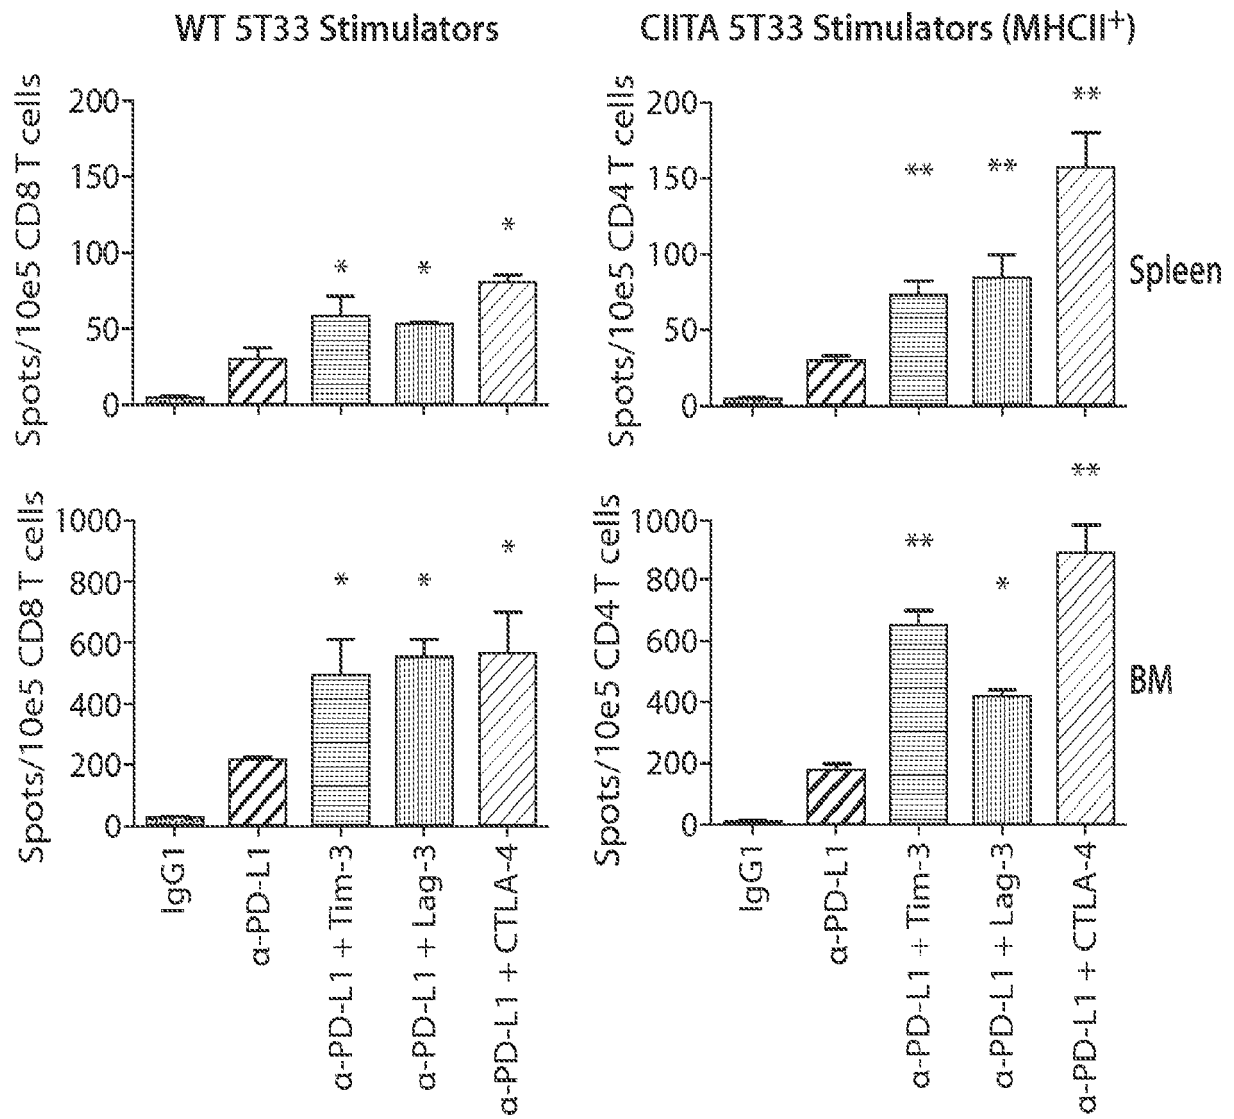 WT 5T33 Stimulators
CIITA 5T33 Stimulators (MHCII+)
Spots/10e5 CD8 T cells
200
150
100
50
0
*
*
*
Spots/10e5 CD4 T cells
200
150
100
50
0
**
**
**
Spleen
Spots/10e5 CD8 T cells
1000
800
600
400
200
0
*
*
*
IgG1
α-PD-L1
α-PD-L1 + Tim-3
α-PD-L1 + Lag-3
α-PD-L1 + CTLA-4
Spots/10e5 CD4 T cells
1000
800
600
400
200
0
**
*
**
BM
IgG1
α-PD-L1
α-PD-L1 + Tim-3
α-PD-L1 + Lag-3
α-PD-L1 + CTLA-4